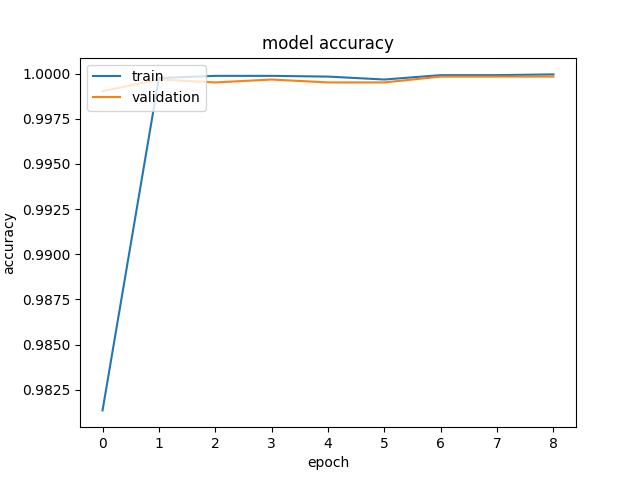 model accuracy
train
validation
1.0000
0.9975
0.9950
0.9925
0.9900
0.9875
0.9850
0.9825
accuracy
0 1 2 3 4 5 6 7 8
epoch